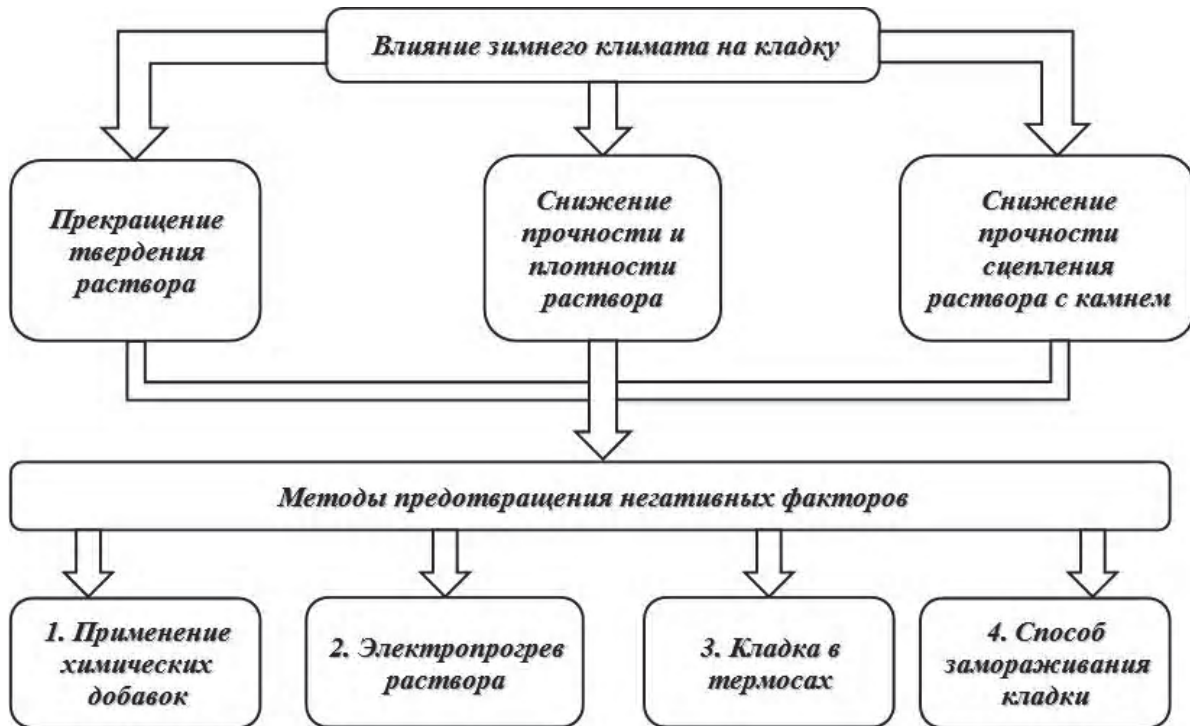 Влияние зимнего климата на кладку
Прекращение
твердения
раствора
Снижение
прочности и
плотности
раствора
Снижение
прочности
сцепления
раствора с камнем
Методы предотвращения негативных факторов
1. Применение
химических
добавок
2. Электропрогрев
раствора
3. Кладка в
термосах
4. Способ
замораживания
кладки